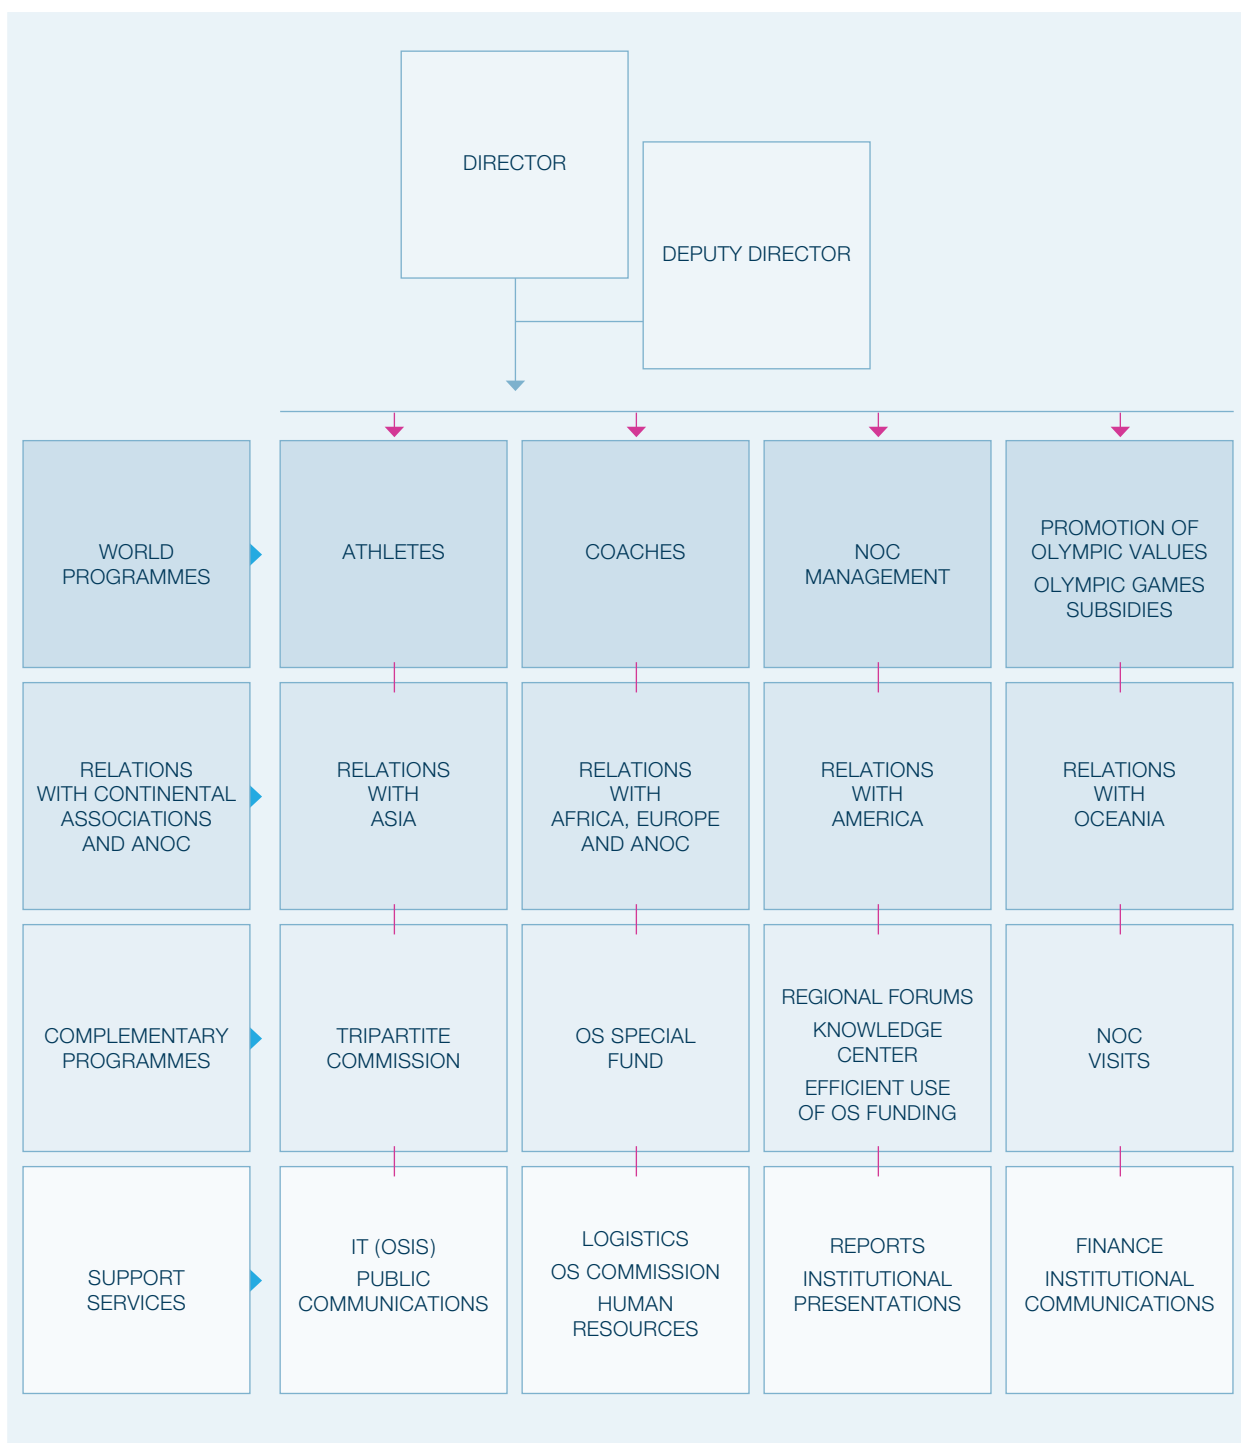 DIRECTOR
DEPUTY DIRECTOR
WORLD
PROGRAMMES
ATHLETES
COACHES
NOC
MANAGEMENT
PROMOTION OF
OLYMPIC VALUES
OLYMPIC GAMES
SUBSIDIES
RELATIONS
WITH CONTINENTAL
ASSOCIATIONS
AND ANOC
RELATIONS
WITH
ASIA
RELATIONS
WITH
AFRICA, EUROPE
AND ANOC
RELATIONS
WITH
AMERICA
RELATIONS
WITH
OCEANIA
COMPLEMENTARY
PROGRAMMES
TRIPARTITE
COMMISSION
OS SPECIAL
FUND
REGIONAL FORUMS
KNOWLEDGE
CENTER
EFFICIENT USE
OF OS FUNDING
NOC
VISITS
SUPPORT
SERVICES
IT (OSIS)
PUBLIC
COMMUNICATIONS
LOGISTICS
OS COMMISSION
HUMAN
RESOURCES
REPORTS
INSTITUTIONAL
PRESENTATIONS
FINANCE
INSTITUTIONAL
COMMUNICATIONS